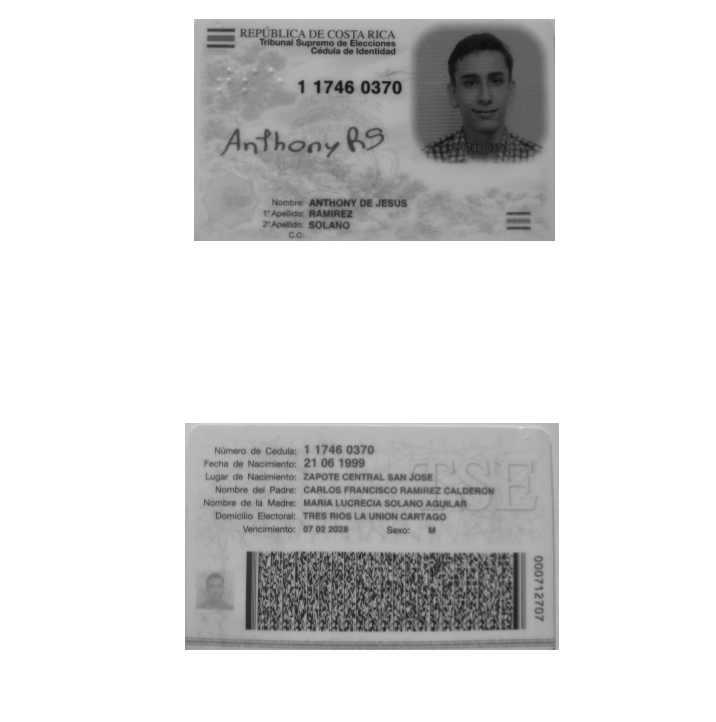 REPÚBLICA DE COSTA RICA
Tribunal Supremo de Elecciones
Cédula de Identidad
1 1746 0370
Anthony RS
Nombre: ANTHONY DE JESUS
1° Apellido: RAMIREZ
2° Apellido: SOLANO
C.C:
Número de Cédula: 1 1746 0370
Fecha de Nacimiento: 21 06 1999
Lugar de Nacimiento: ZAPOTE CENTRAL SAN JOSE
Nombre del Padre: CARLOS FRANCISCO RAMIREZ CALDERON
Nombre de la Madre: MARIA LUCRECIA SOLANO AGUILAR
Domicilio Electoral: TRES RIOS LA UNION CARTAGO
Vencimiento: 07 02 2028 Sexo: M
TSE
000712707